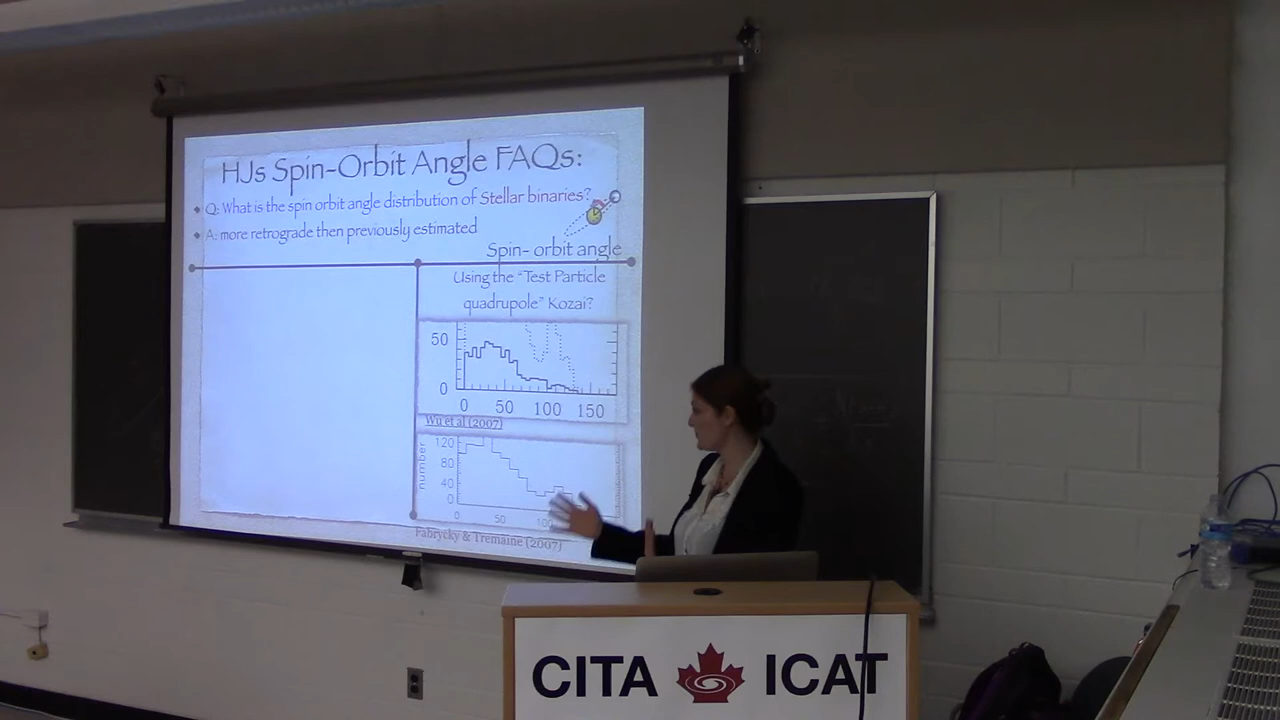 HJs Spin-Orbit Angle FAQs:
Q: What is the spin orbit angle distribution of Stellar binaries?
A: more retrograde then previously estimated
Spin- orbit angle
Using the "Test Particle
quadrupole" Kozai?
50
0
0 50 100 150
Wu et al (2007)
number
120
80
40
0
0 50 100
Fabrycky & Tremaine (2007)
CITA ICAT